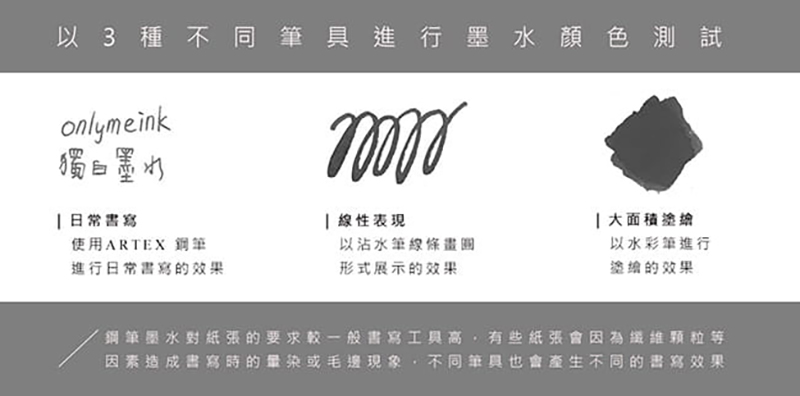 以3種不同筆具進行墨水顏色測試
onlymeink
獨白墨水
日常書寫
使用ARTEX 鋼筆
進行日常書寫的效果
線性表現
以沾水筆線條畫圓
形式展示的效果
大面積塗繪
以水彩筆進行
塗繪的效果
鋼筆墨水對紙張的要求較一般書寫工具高，有些紙張會因為纖維顆粒等
因素造成書寫時的暈染或毛邊現象，不同筆具也會產生不同的書寫效果